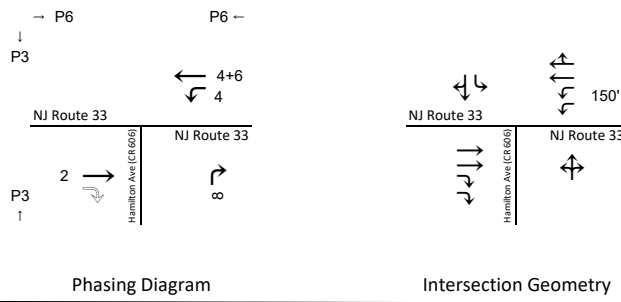 → P6
P6 ←
↓
P3
4+6
4
NJ Route 33
NJ Route 33
Hamilton Ave (CR 606)
2
8
P3
↑
Phasing Diagram
150'
NJ Route 33
NJ Route 33
Hamilton Ave (CR 606)
Intersection Geometry